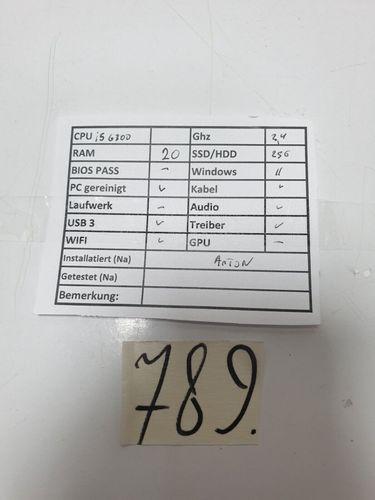 CPU i5 6300 Ghz 2,4
RAM 20 SSD/HDD 256
BIOS PASS – Windows 11
PC gereinigt ✓ Kabel ✓
Laufwerk – Audio ✓
USB 3 ✓ Treiber ✓
WIFI ✓ GPU –
Installatiert (Na) AnToN
Getestet (Na)
Bemerkung:
789.